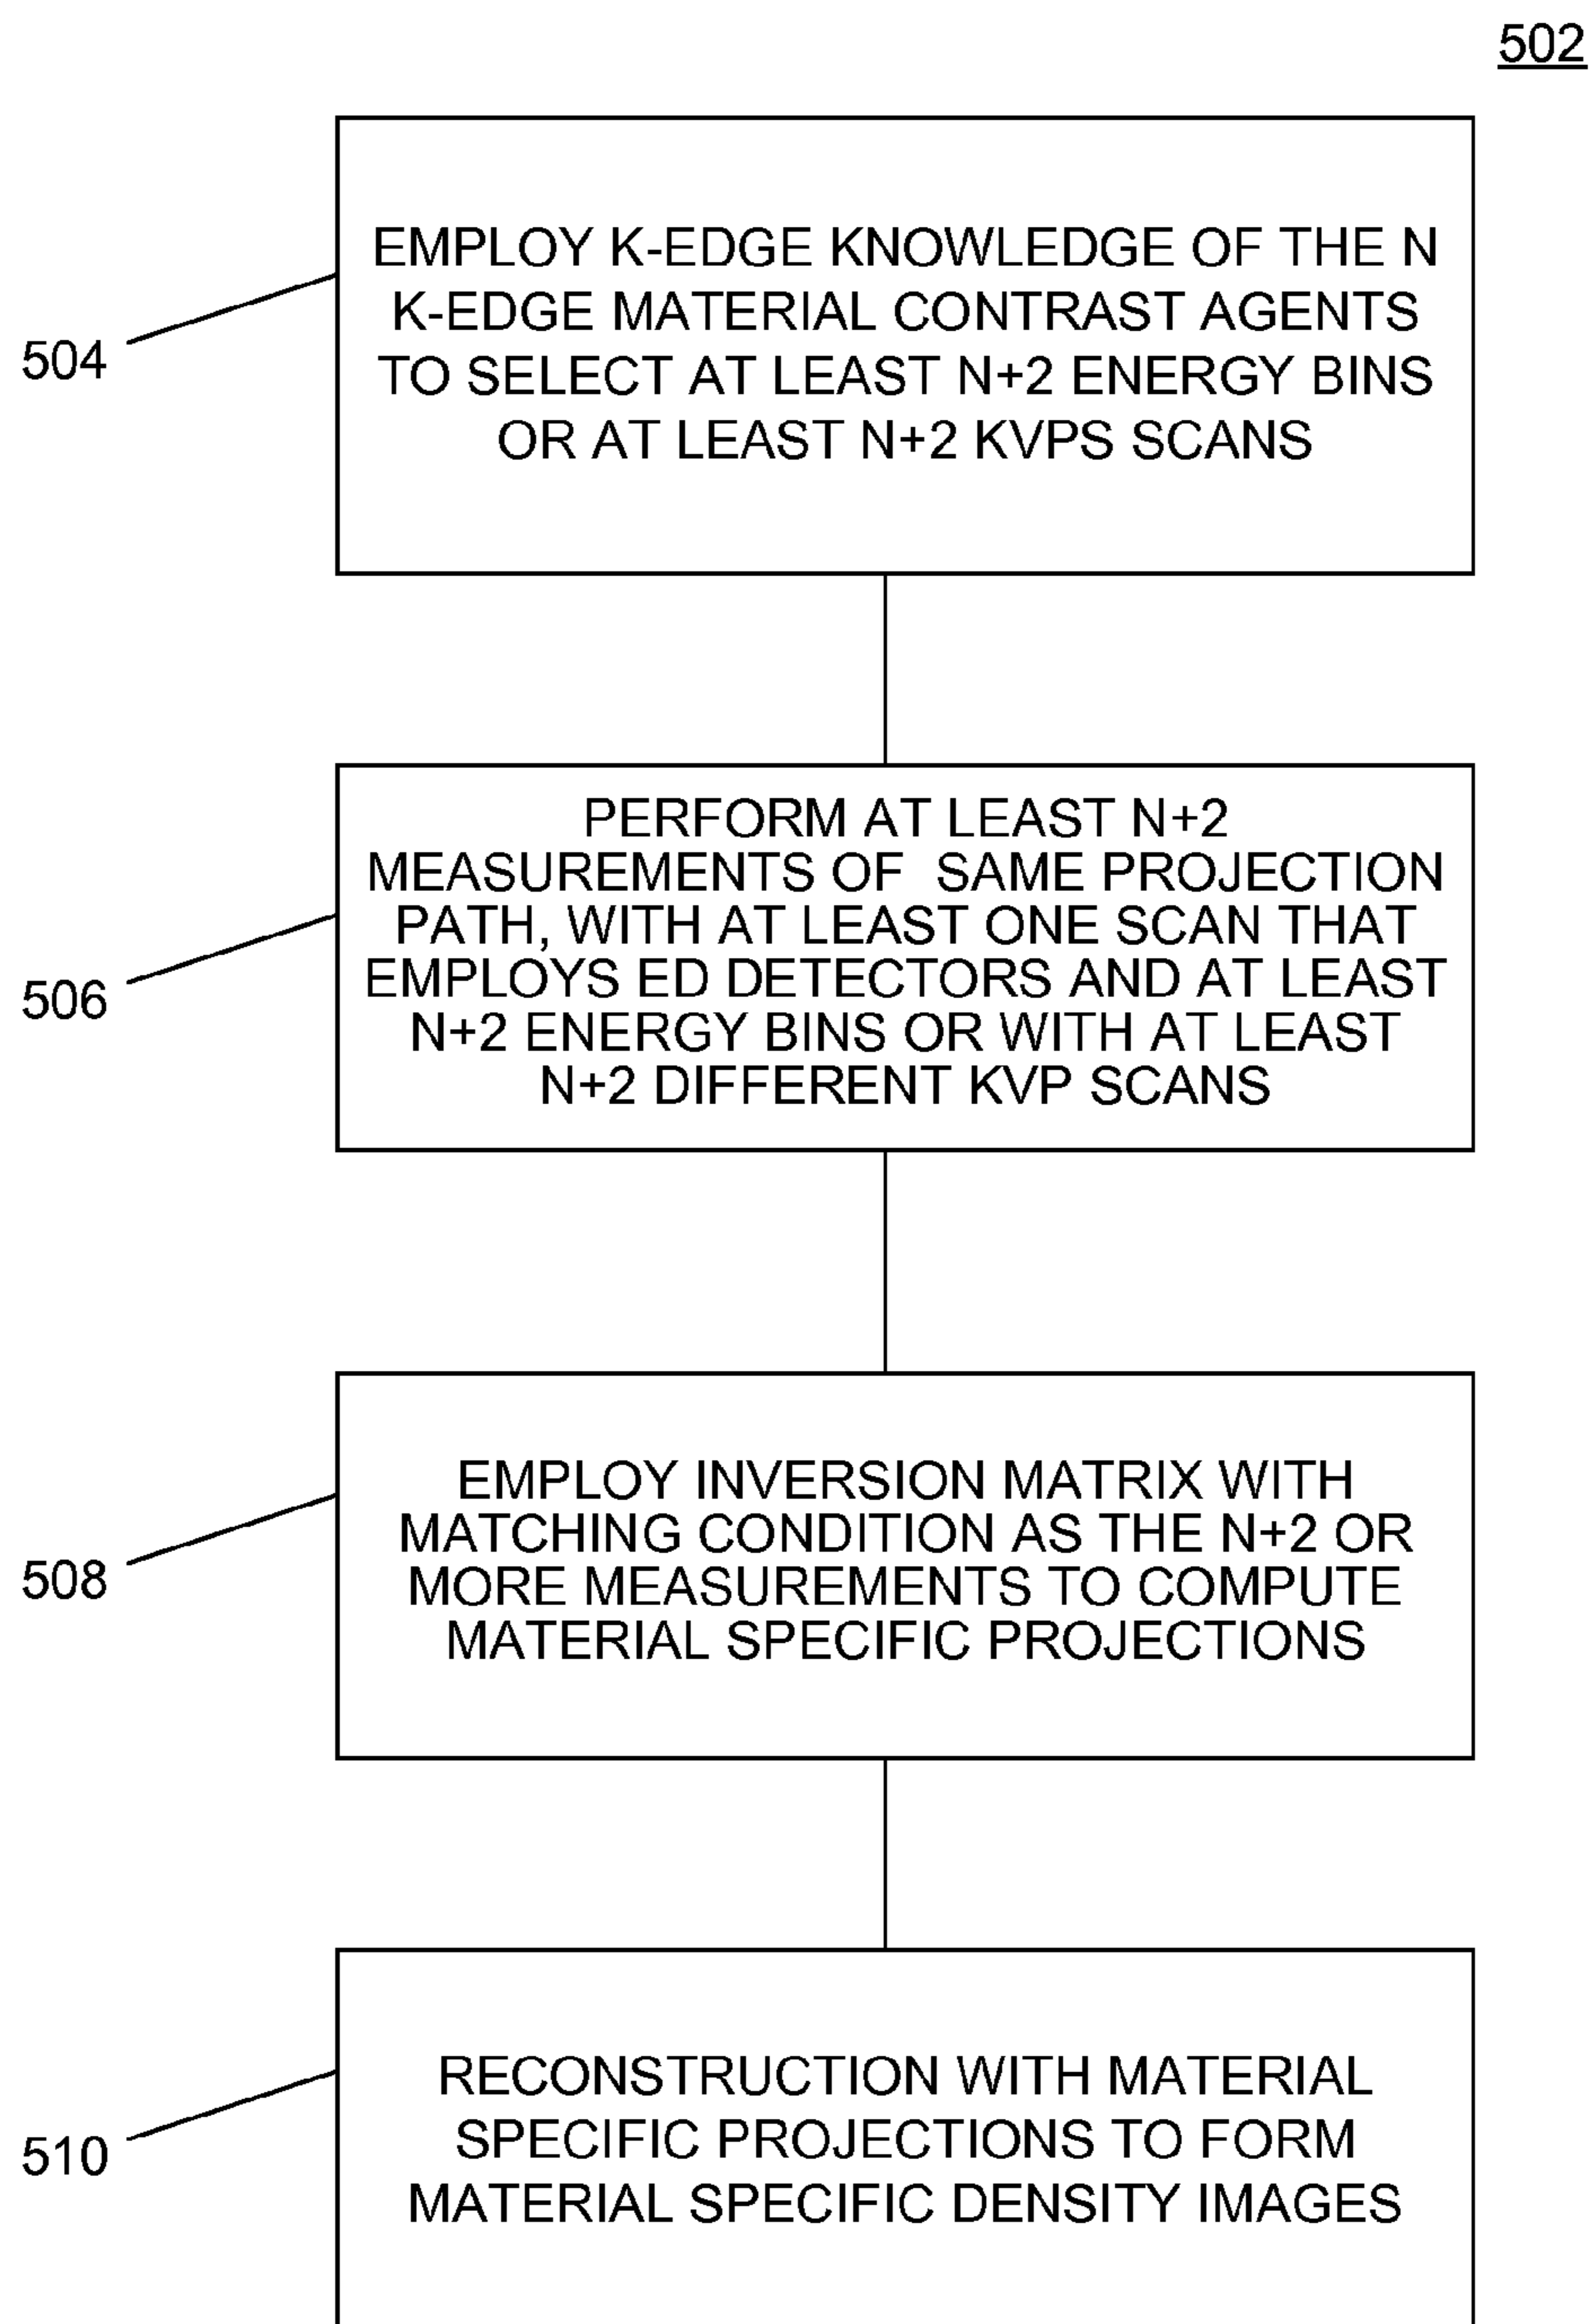 502
EMPLOY K-EDGE KNOWLEDGE OF THE N
K-EDGE MATERIAL CONTRAST AGENTS
TO SELECT AT LEAST N+2 ENERGY BINS
OR AT LEAST N+2 KVPS SCANS
504
PERFORM AT LEAST N+2
MEASUREMENTS OF SAME PROJECTION
PATH, WITH AT LEAST ONE SCAN THAT
EMPLOYS ED DETECTORS AND AT LEAST
N+2 ENERGY BINS OR WITH AT LEAST
N+2 DIFFERENT KVP SCANS
506
EMPLOY INVERSION MATRIX WITH
MATCHING CONDITION AS THE N+2 OR
MORE MEASUREMENTS TO COMPUTE
MATERIAL SPECIFIC PROJECTIONS
508
RECONSTRUCTION WITH MATERIAL
SPECIFIC PROJECTIONS TO FORM
MATERIAL SPECIFIC DENSITY IMAGES
510